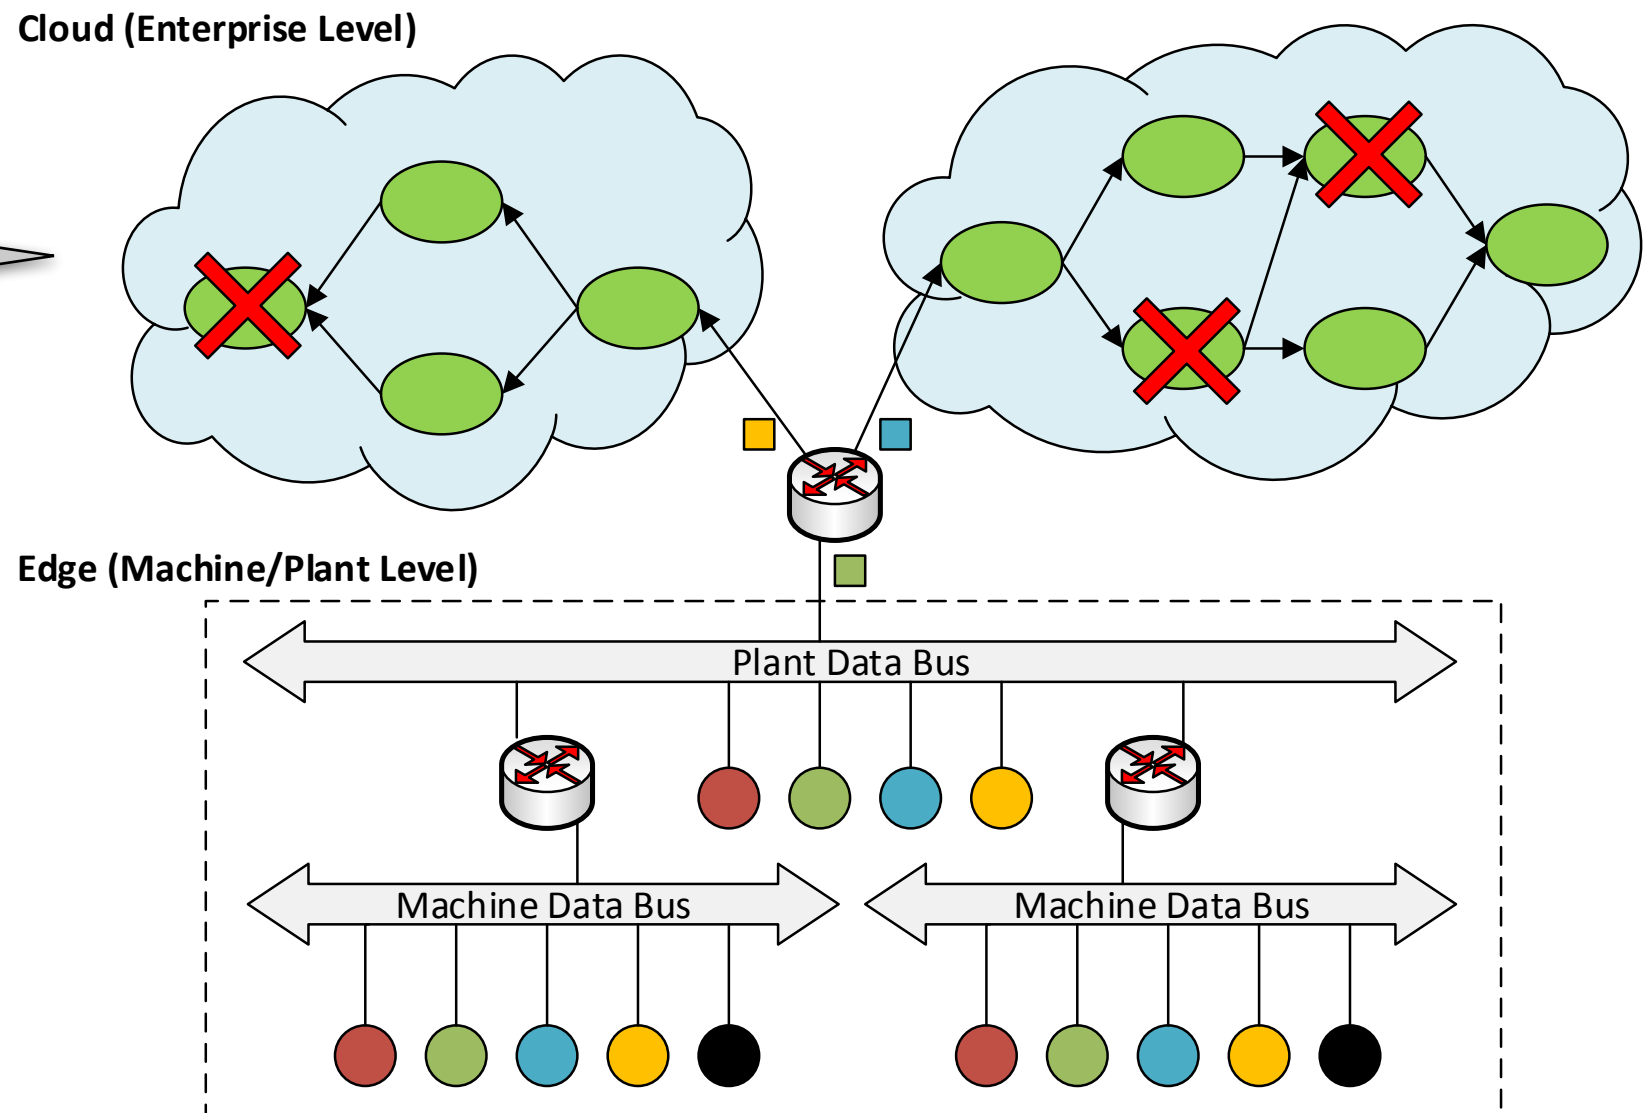 Cloud (Enterprise Level)
Edge (Machine/Plant Level)
Plant Data Bus
Machine Data Bus
Machine Data Bus